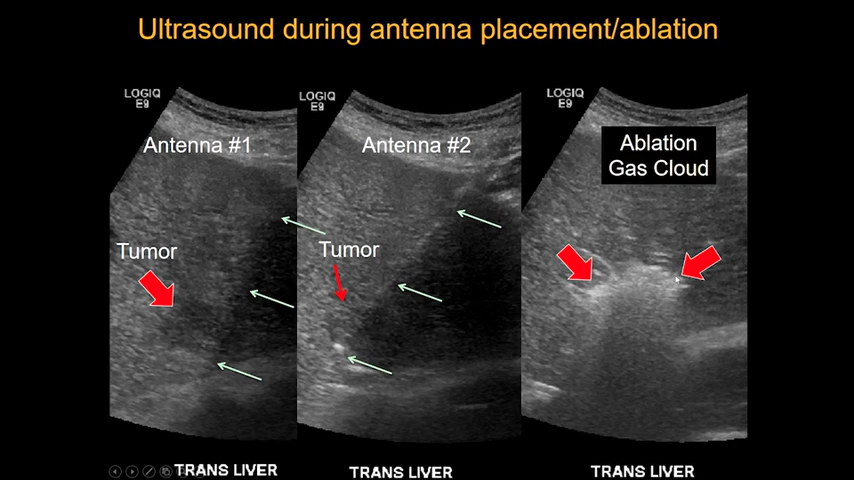 Ultrasound during antenna placement/ablation
LOGIQ
E9
Antenna #1
Tumor
TRANS LIVER
LOGIQ
E9
Antenna #2
Tumor
TRANS LIVER
LOGIQ
E9
Ablation
Gas Cloud
TRANS LIVER